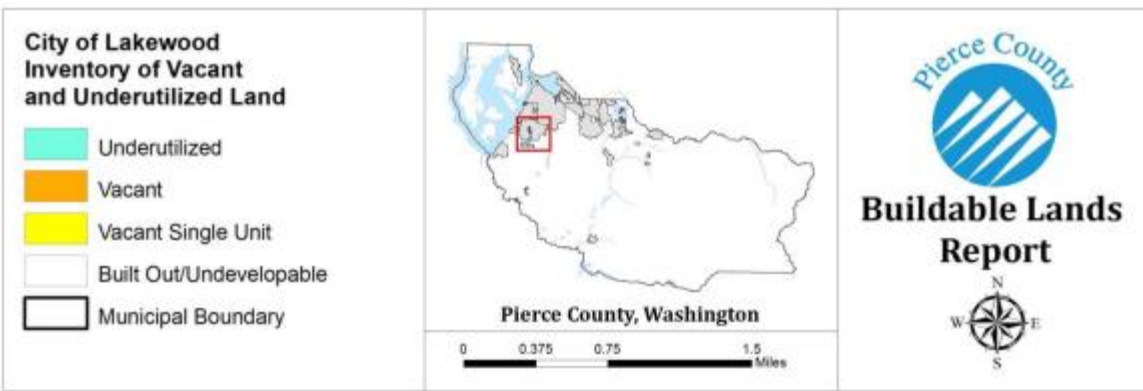 City of Lakewood
Inventory of Vacant
and Underutilized Land
Underutilized
Vacant
Vacant Single Unit
Built Out/Undevelopable
Municipal Boundary
Pierce County, Washington
0 0.375 0.75 1.5
Miles
Pierce County
Buildable Lands
Report
N
W E
S